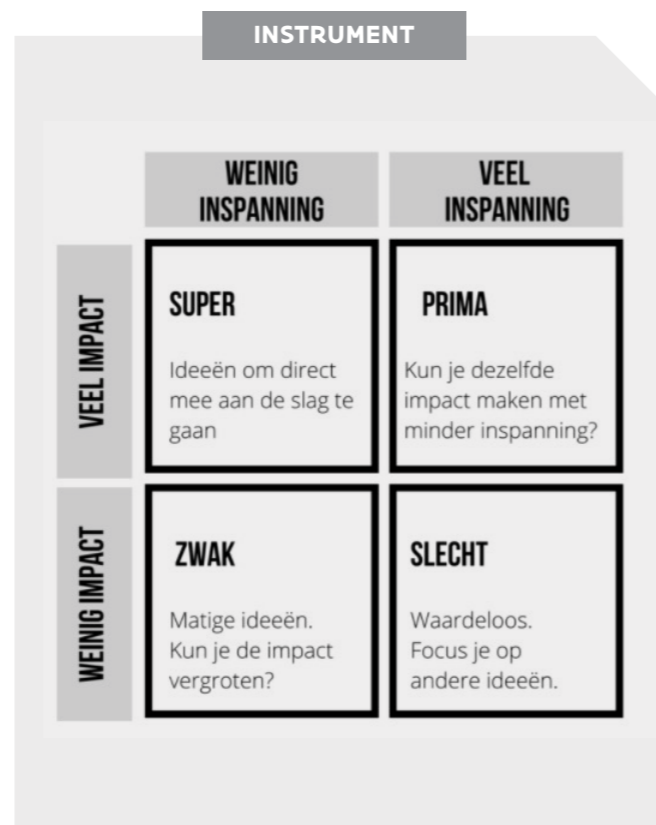 INSTRUMENT
WEINIG
INSPANNING
VEEL
INSPANNING
VEEL IMPACT
SUPER
Ideeën om direct
mee aan de slag te
gaan
PRIMA
Kun je dezelfde
impact maken met
minder inspanning?
WEINIG IMPACT
ZWAK
Matige ideeën.
Kun je de impact
vergroten?
SLECHT
Waardeloos.
Focus je op
andere ideeën.